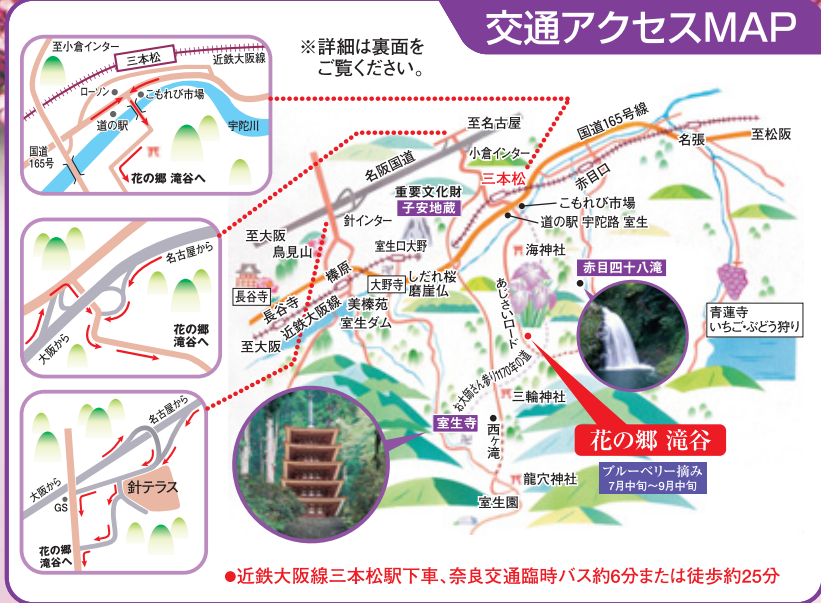 交通アクセスMAP
※詳細は裏面を
ご覧ください。
至小倉インター
三本松
近鉄大阪線
ローソン
こもれび市場
道の駅
宇陀川
国道
165号
花の郷 滝谷へ
名古屋から
大阪から
花の郷
滝谷へ
名古屋から
大阪から
GS
針テラス
花の郷
滝谷へ
至名古屋
小倉インター
三本松
国道165号線
名張
至松阪
赤目口
名阪国道
重要文化財
子安地蔵
針インター
こもれび市場
道の駅 宇陀路 室生
至大阪
鳥見山
室生口大野
海神社
赤目四十八滝
長谷寺
長谷寺
榛原
大野寺
しだれ桜
磨崖仏
近鉄大阪線
美榛苑
室生ダム
至大阪
あじさいロード
青蓮寺
いちご・ぶどう狩り
お大師さん参り1170年の道
三輪神社
室生寺
西ヶ滝
花の郷 滝谷
ブルーベリー摘み
7月中旬～9月中旬
龍穴神社
室生園
●近鉄大阪線三本松駅下車、奈良交通臨時バス約6分または徒歩約25分